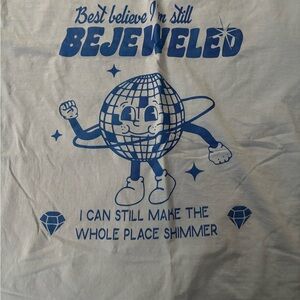 Best believe I'm still
BEJEWELED
I CAN STILL MAKE THE
WHOLE PLACE SHIMMER